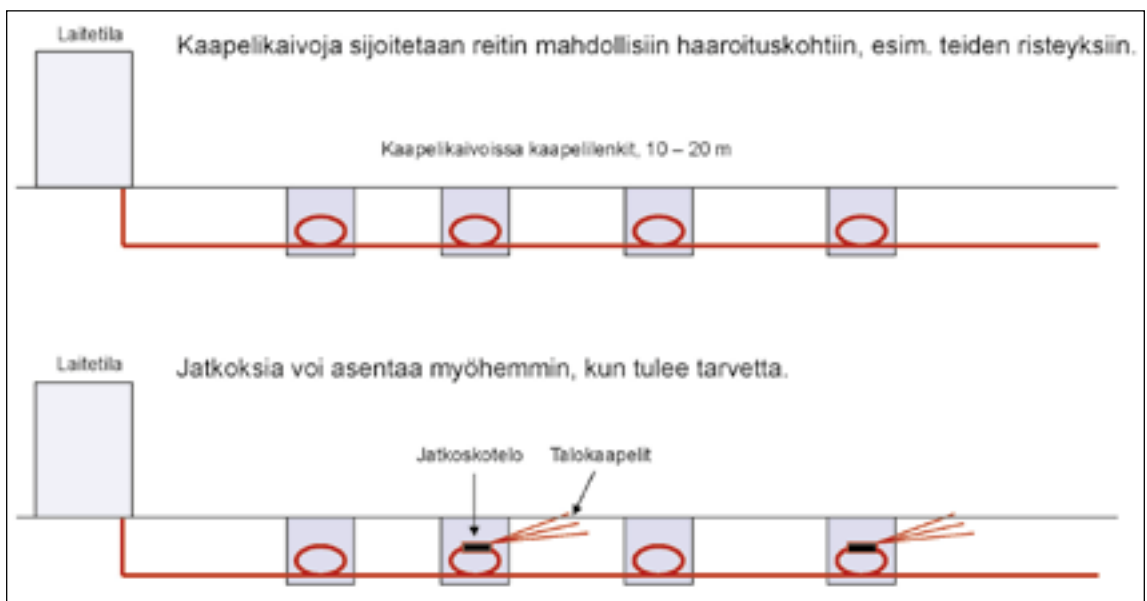 Laitetila
Kaapelikaivoja sijoitetaan reitin mahdollisiin haaroituskohtiin, esim. teiden risteyksiin.
Kaapelikaivoissa kaapelilenkit, 10 – 20 m
Laitetila
Jatkoksia voi asentaa myöhemmin, kun tulee tarvetta.
Jatkoskotelo Talokaapelit